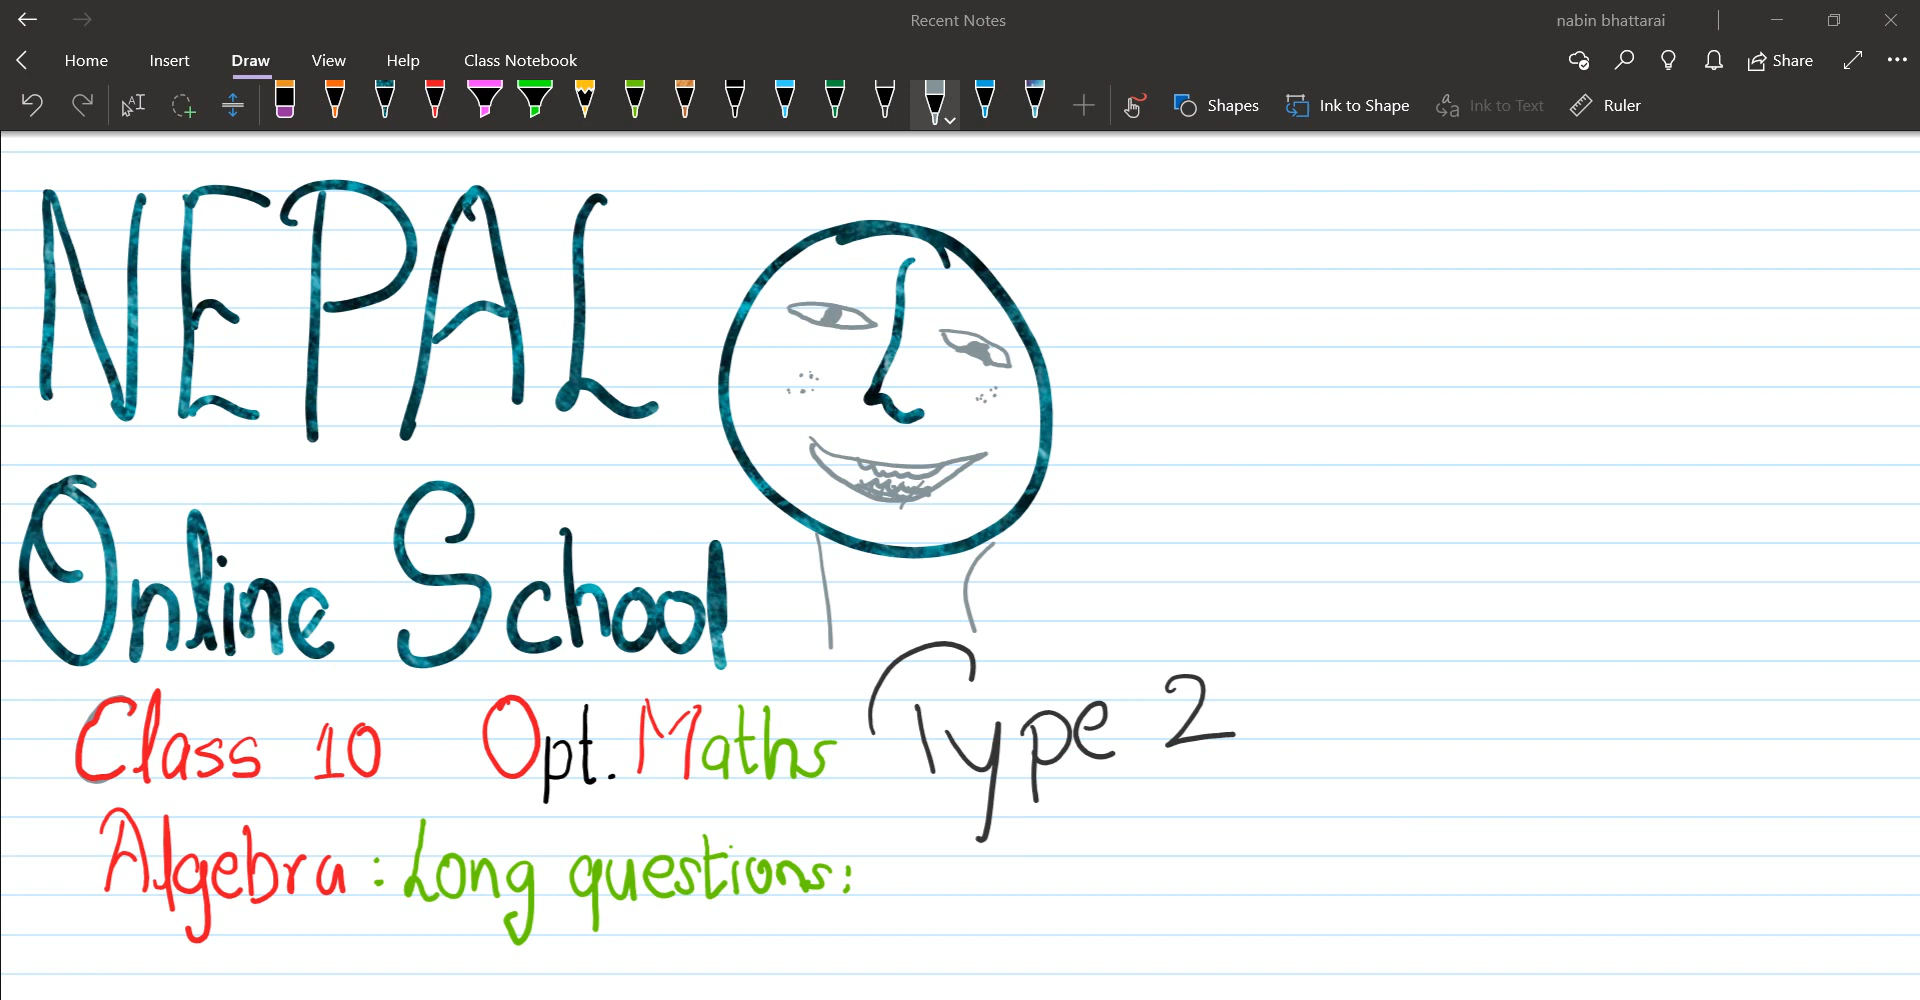 Recent Notes
nabin bhattarai
Home Insert Draw View Help Class Notebook Share
Shapes Ink to Shape Ink to Text Ruler
NEPAL
Online School
Class 10 Opt. Maths Type 2
Algebra : Long questions: